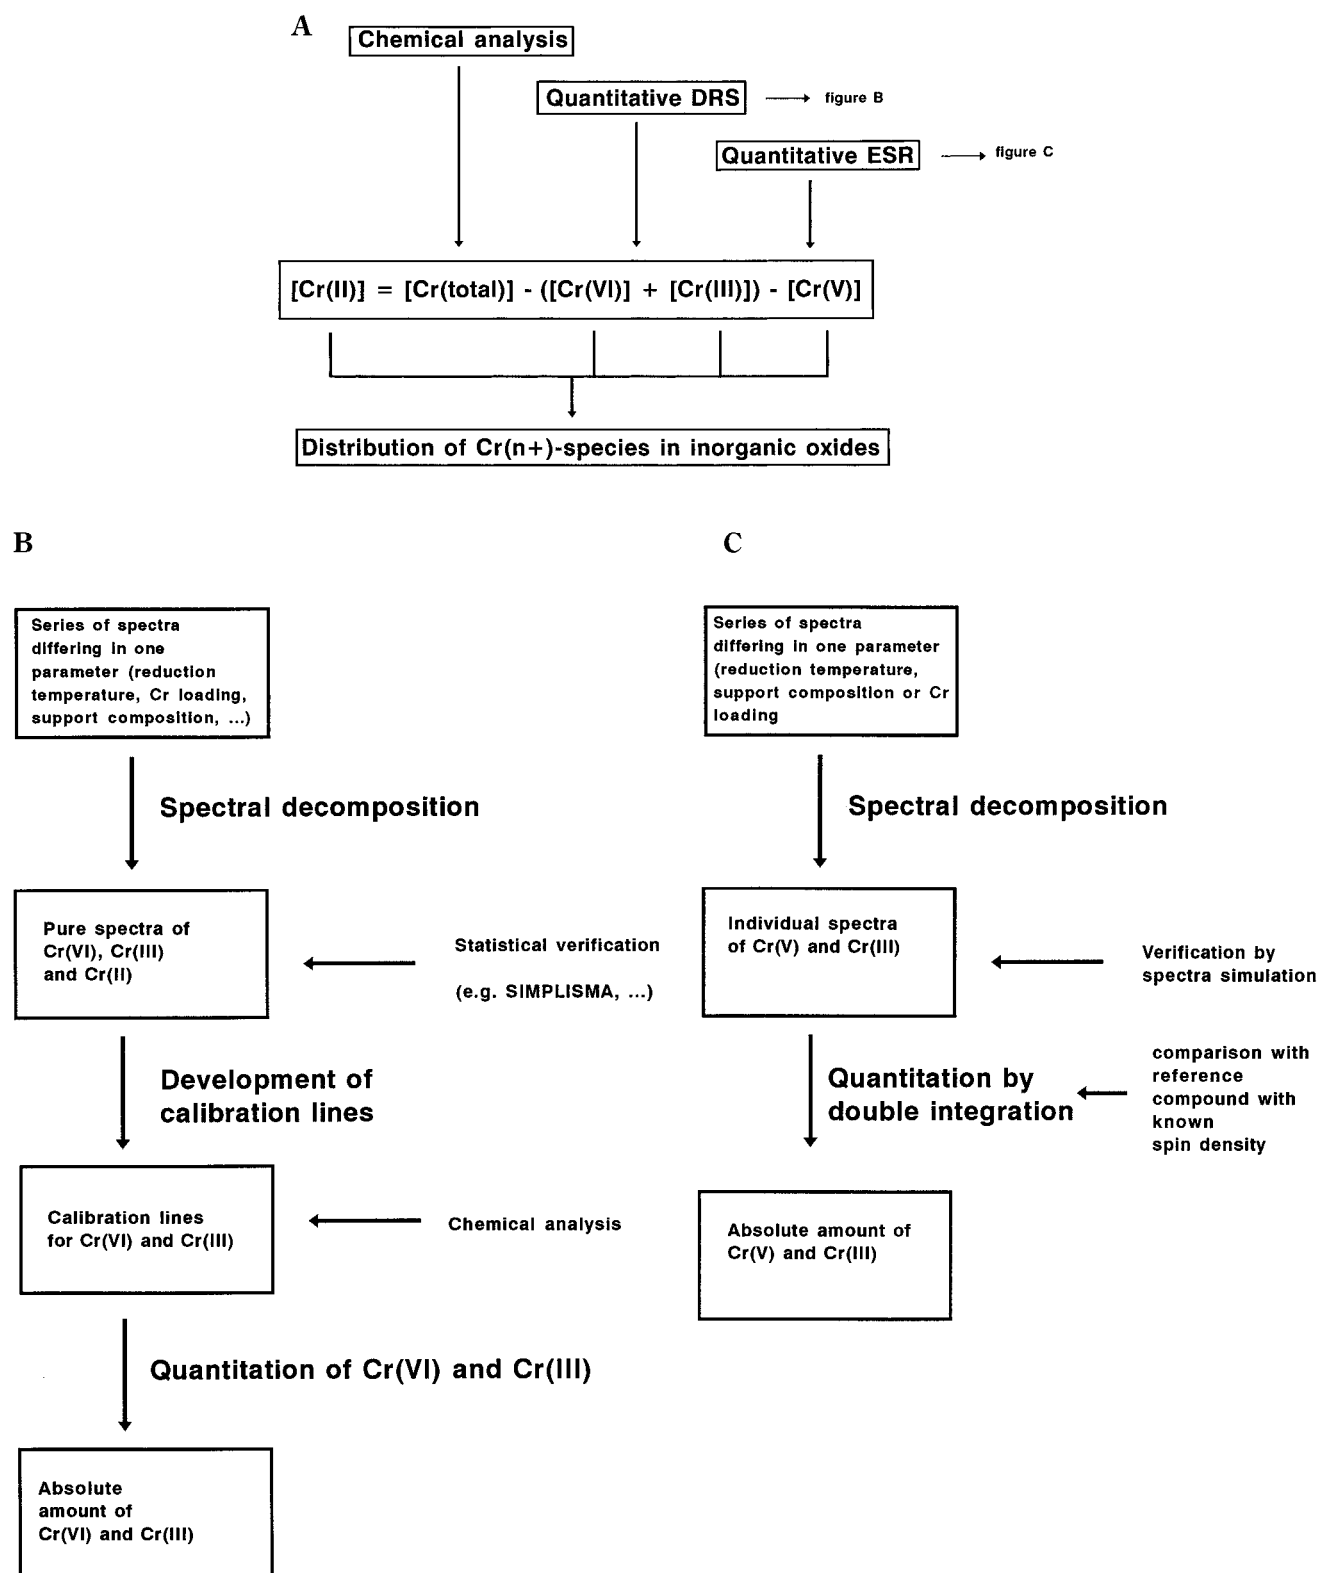 A
Chemical analysis
Quantitative DRS
figure B
Quantitative ESR
figure C
[Cr(II)] = [Cr(total)] - ([Cr(VI)] + [Cr(III)]) - [Cr(V)]
Distribution of Cr(n+)-species in inorganic oxides
B
Series of spectra
differing in one
parameter (reduction
temperature, Cr loading,
support composition, ...)
Spectral decomposition
Pure spectra of
Cr(VI), Cr(III)
and Cr(II)
Statistical verification
(e.g. SIMPLISMA, ...)
Development of
calibration lines
Calibration lines
for Cr(VI) and Cr(III)
Chemical analysis
Quantitation of Cr(VI) and Cr(III)
Absolute
amount of
Cr(VI) and Cr(III)
C
Series of spectra
differing in one parameter
(reduction temperature,
support composition or Cr
loading
Spectral decomposition
Individual spectra
of Cr(V) and Cr(III)
Verification by
spectra simulation
Quantitation by
double integration
comparison with
reference
compound with
known
spin density
Absolute amount of
Cr(V) and Cr(III)